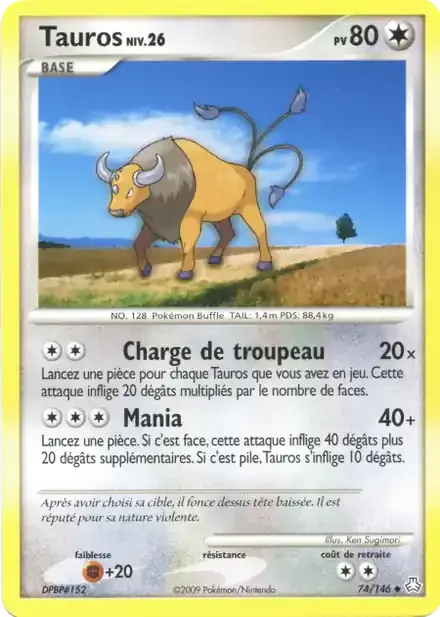 Tauros NIV.26 PV 80
BASE
NO. 128 Pokémon Buffle TAIL: 1,4m PDS: 88,4kg
Charge de troupeau 20x
Lancez une pièce pour chaque Tauros que vous avez en jeu. Cette
attaque inflige 20 dégâts multipliés par le nombre de faces.
Mania 40+
Lancez une pièce. Si c'est face, cette attaque inflige 40 dégâts plus
20 dégâts supplémentaires. Si c'est pile, Tauros s'inflige 10 dégâts.
Après avoir choisi sa cible, il fonce dessus tête baissée. Il est
réputé pour sa nature violente.
Illus. Ken Sugimori
faiblesse résistance coût de retraite
+20
DPBP#152 ©2009 Pokémon/Nintendo 74/146